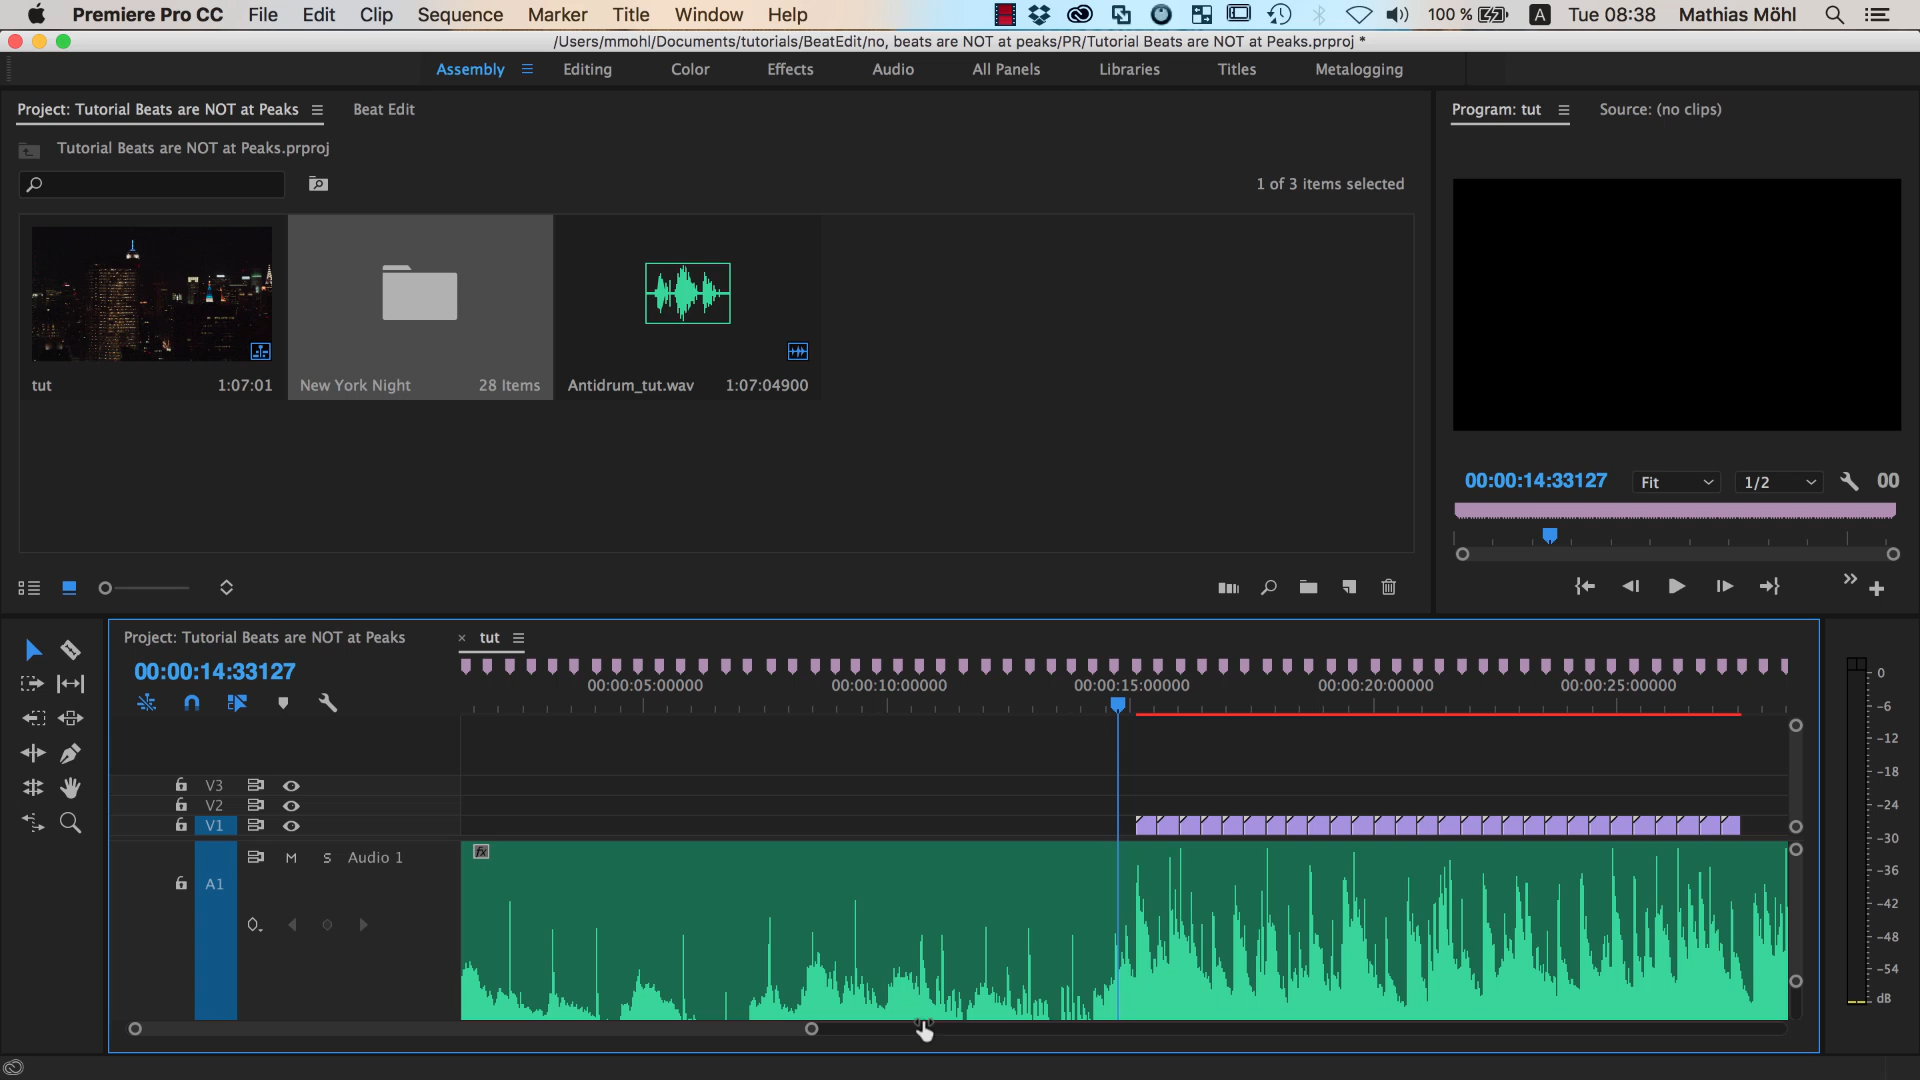 Premiere Pro CC File Edit Clip Sequence Marker Title Window Help 100 % A Tue 08:38 Mathias Möhl
/Users/mmohl/Documents/tutorials/BeatEdit/no, beats are NOT at peaks/PR/Tutorial Beats are NOT at Peaks.prproj *
Assembly Editing Color Effects Audio All Panels Libraries Titles Metalogging
Project: Tutorial Beats are NOT at Peaks Beat Edit Program: tut Source: (no clips)
Tutorial Beats are NOT at Peaks.prproj
1 of 3 items selected
tut 1:07:01 New York Night 28 Items Antidrum_tut.wav 1:07:04900
00:00:14:33127 Fit 1/2 00
Project: Tutorial Beats are NOT at Peaks × tut
00:00:14:33127
00:00:05:00000 00:00:10:00000 00:00:15:00000 00:00:20:00000 00:00:25:00000
V3
V2
V1
fx
M S Audio 1
A1
0
-6
-12
-18
-24
-30
-36
-42
-48
-54
dB